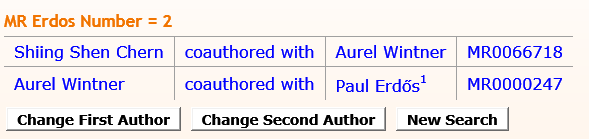 MR Erdos Number = 2
Shiing Shen Chern coauthored with Aurel Wintner MR0066718
Aurel Wintner coauthored with Paul Erdős1 MR0000247
Change First Author Change Second Author New Search